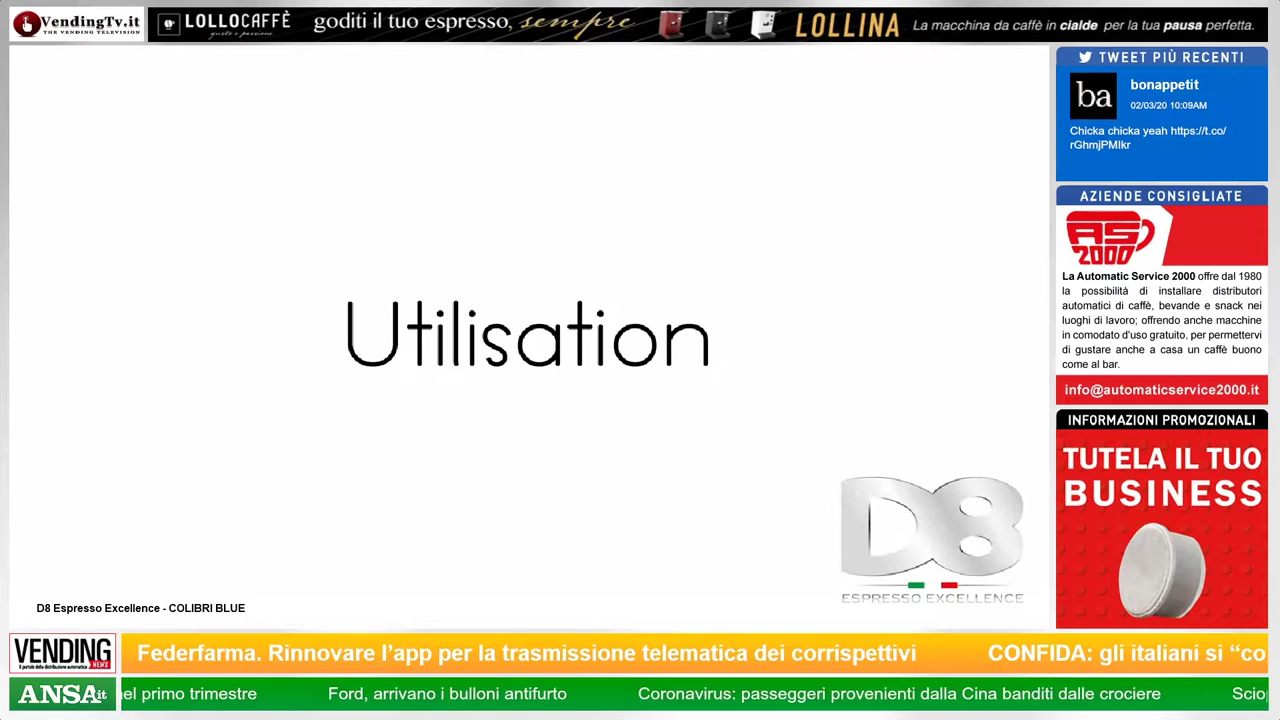 VendingTv.it
THE VENDING TELEVISION
LOLLOCAFFÈ
gusto e passione
goditi il tuo espresso, sempre
LOLLINA
La macchina da caffè in cialde per la tua pausa perfetta.
TWEET PIÙ RECENTI
ba
bonappetit
02/03/20 10:09AM
Chicka chicka yeah https://t.co/
rGhmjPMIkr
AZIENDE CONSIGLIATE
AS
2000
La Automatic Service 2000 offre dal 1980
la possibilità di installare distributori
automatici di caffè, bevande e snack nei
luoghi di lavoro; offrendo anche macchine
in comodato d'uso gratuito, per permettervi
di gustare anche a casa un caffè buono
come al bar.
info@automaticservice2000.it
INFORMAZIONI PROMOZIONALI
TUTELA IL TUO
BUSINESS
Utilisation
D8
ESPRESSO EXCELLENCE
D8 Espresso Excellence - COLIBRI BLUE
VENDING
NEWS
Il portale della distribuzione automatica
Federfarma. Rinnovare l'app per la trasmissione telematica dei corrispettivi CONFIDA: gli italiani si “co
ANSA.it
nel primo trimestre Ford, arrivano i bulloni antifurto Coronavirus: passeggeri provenienti dalla Cina banditi dalle crociere